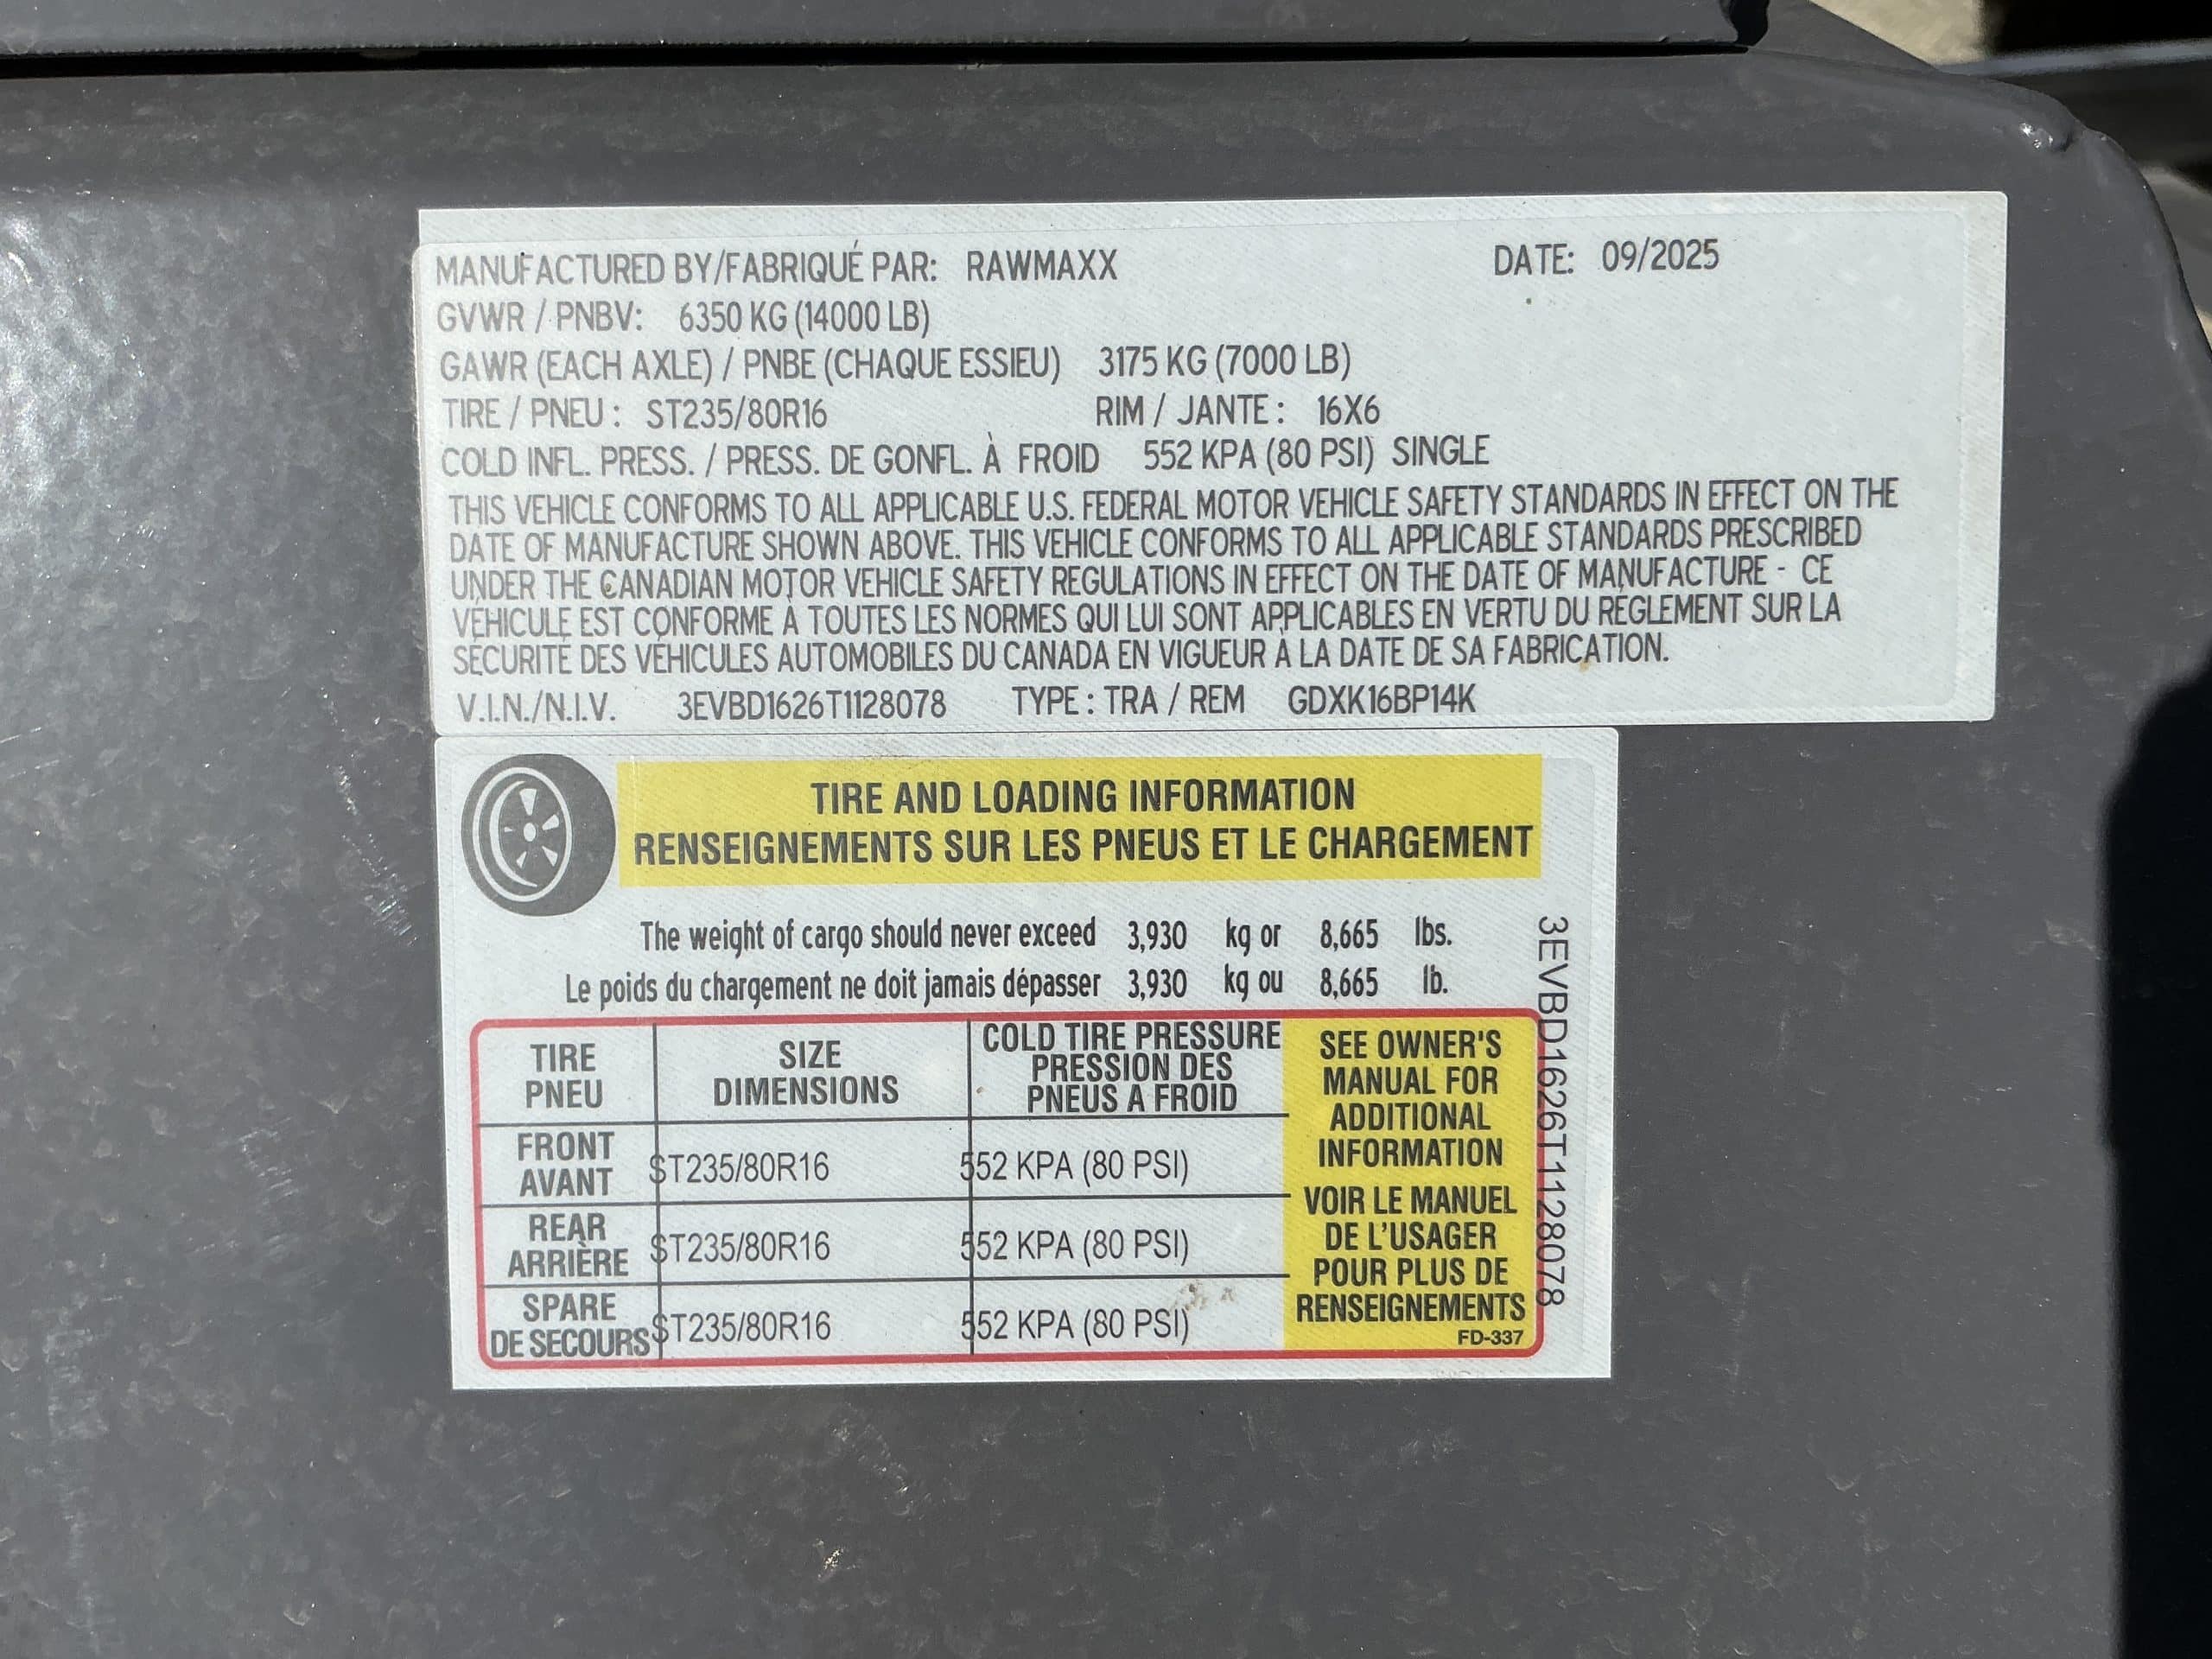 MANUFACTURED BY/FABRIQUÉ PAR: RAWMAXX DATE: 09/2025
GVWR / PNBV: 6350 KG (14000 LB)
GAWR (EACH AXLE) / PNBE (CHAQUE ESSIEU) 3175 KG (7000 LB)
TIRE / PNEU : ST235/80R16 RIM / JANTE : 16X6
COLD INFL. PRESS. / PRESS. DE GONFL. À FROID 552 KPA (80 PSI) SINGLE
THIS VEHICLE CONFORMS TO ALL APPLICABLE U.S. FEDERAL MOTOR VEHICLE SAFETY STANDARDS IN EFFECT ON THE
DATE OF MANUFACTURE SHOWN ABOVE. THIS VEHICLE CONFORMS TO ALL APPLICABLE STANDARDS PRESCRIBED
UNDER THE CANADIAN MOTOR VEHICLE SAFETY REGULATIONS IN EFFECT ON THE DATE OF MANUFACTURE - CE
VÉHICULE EST CONFORME À TOUTES LES NORMES QUI LUI SONT APPLICABLES EN VERTU DU RÉGLEMENT SUR LA
SÉCURITÉ DES VÉHICULES AUTOMOBILES DU CANADA EN VIGUEUR À LA DATE DE SA FABRICATION.
V.I.N./N.I.V. 3EVBD1626T1128078 TYPE : TRA / REM GDXK16BP14K
TIRE AND LOADING INFORMATION
RENSEIGNEMENTS SUR LES PNEUS ET LE CHARGEMENT
The weight of cargo should never exceed 3,930 kg or 8,665 lbs.
Le poids du chargement ne doit jamais dépasser 3,930 kg ou 8,665 lb.
TIRE
PNEU
SIZE
DIMENSIONS
COLD TIRE PRESSURE
PRESSION DES
PNEUS A FROID
FRONT
AVANT
ST235/80R16
552 KPA (80 PSI)
REAR
ARRIÈRE
ST235/80R16
552 KPA (80 PSI)
SPARE
DE SECOURS
ST235/80R16
552 KPA (80 PSI)
SEE OWNER'S
MANUAL FOR
ADDITIONAL
INFORMATION
VOIR LE MANUEL
DE L'USAGER
POUR PLUS DE
RENSEIGNEMENTS
FD-337
3EVBD1626T1128078